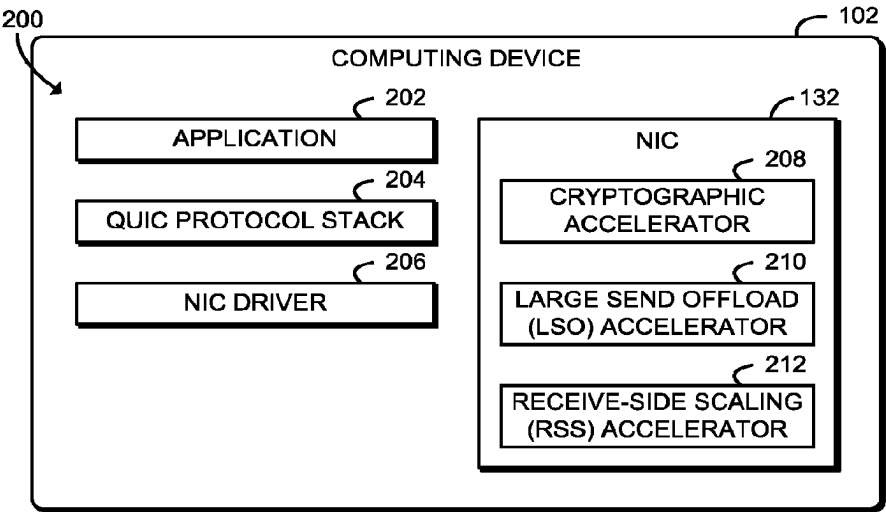 200
102
COMPUTING DEVICE
202
APPLICATION
204
QUIC PROTOCOL STACK
206
NIC DRIVER
132
NIC
208
CRYPTOGRAPHIC
ACCELERATOR
210
LARGE SEND OFFLOAD
(LSO) ACCELERATOR
212
RECEIVE-SIDE SCALING
(RSS) ACCELERATOR